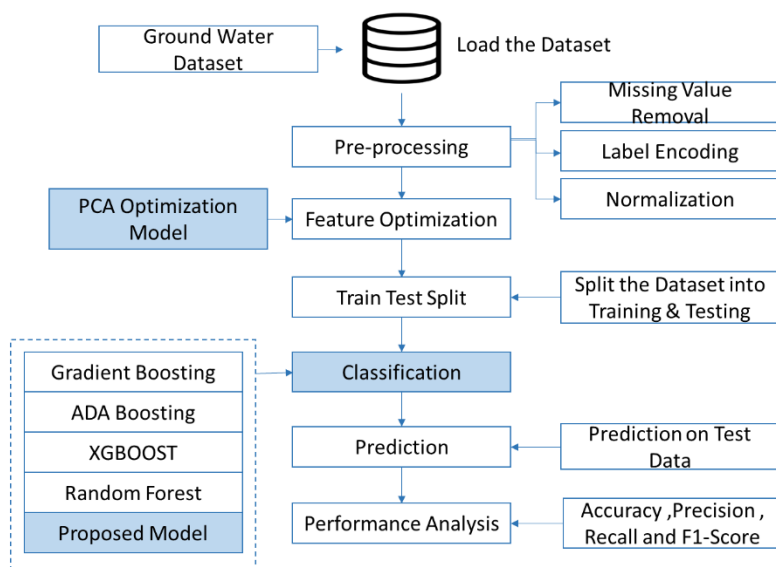 Ground Water
Dataset
Load the Dataset
Missing Value
Removal
Pre-processing
Label Encoding
Normalization
PCA Optimization
Model
Feature Optimization
Train Test Split
Split the Dataset into
Training & Testing
Gradient Boosting
ADA Boosting
XGBOOST
Random Forest
Proposed Model
Classification
Prediction
Prediction on Test
Data
Performance Analysis
Accuracy ,Precision ,
Recall and F1-Score